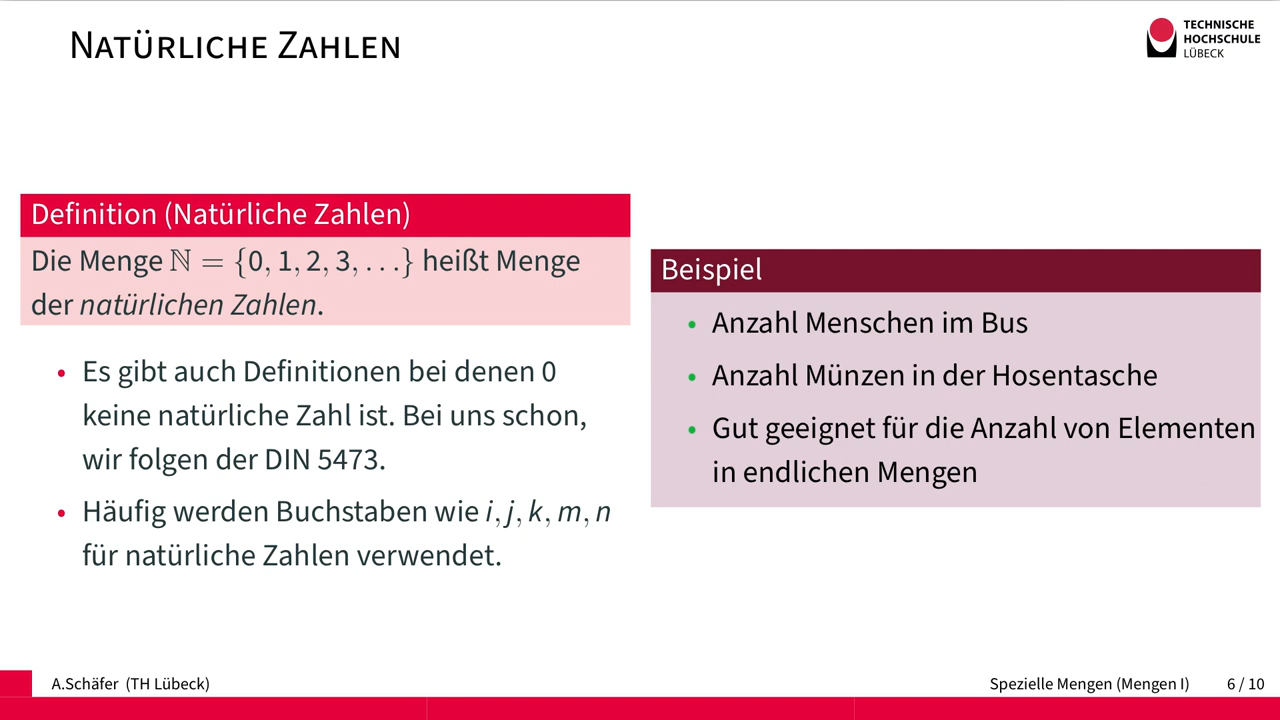 Natürliche Zahlen
TECHNISCHE
HOCHSCHULE
LÜBECK
Definition (Natürliche Zahlen)
Die Menge ℕ = {0, 1, 2, 3, . . .} heißt Menge
der natürlichen Zahlen.
• Es gibt auch Definitionen bei denen 0
keine natürliche Zahl ist. Bei uns schon,
wir folgen der DIN 5473.
• Häufig werden Buchstaben wie i, j, k, m, n
für natürliche Zahlen verwendet.
Beispiel
• Anzahl Menschen im Bus
• Anzahl Münzen in der Hosentasche
• Gut geeignet für die Anzahl von Elementen
in endlichen Mengen
A.Schäfer (TH Lübeck)
Spezielle Mengen (Mengen I)
6 / 10